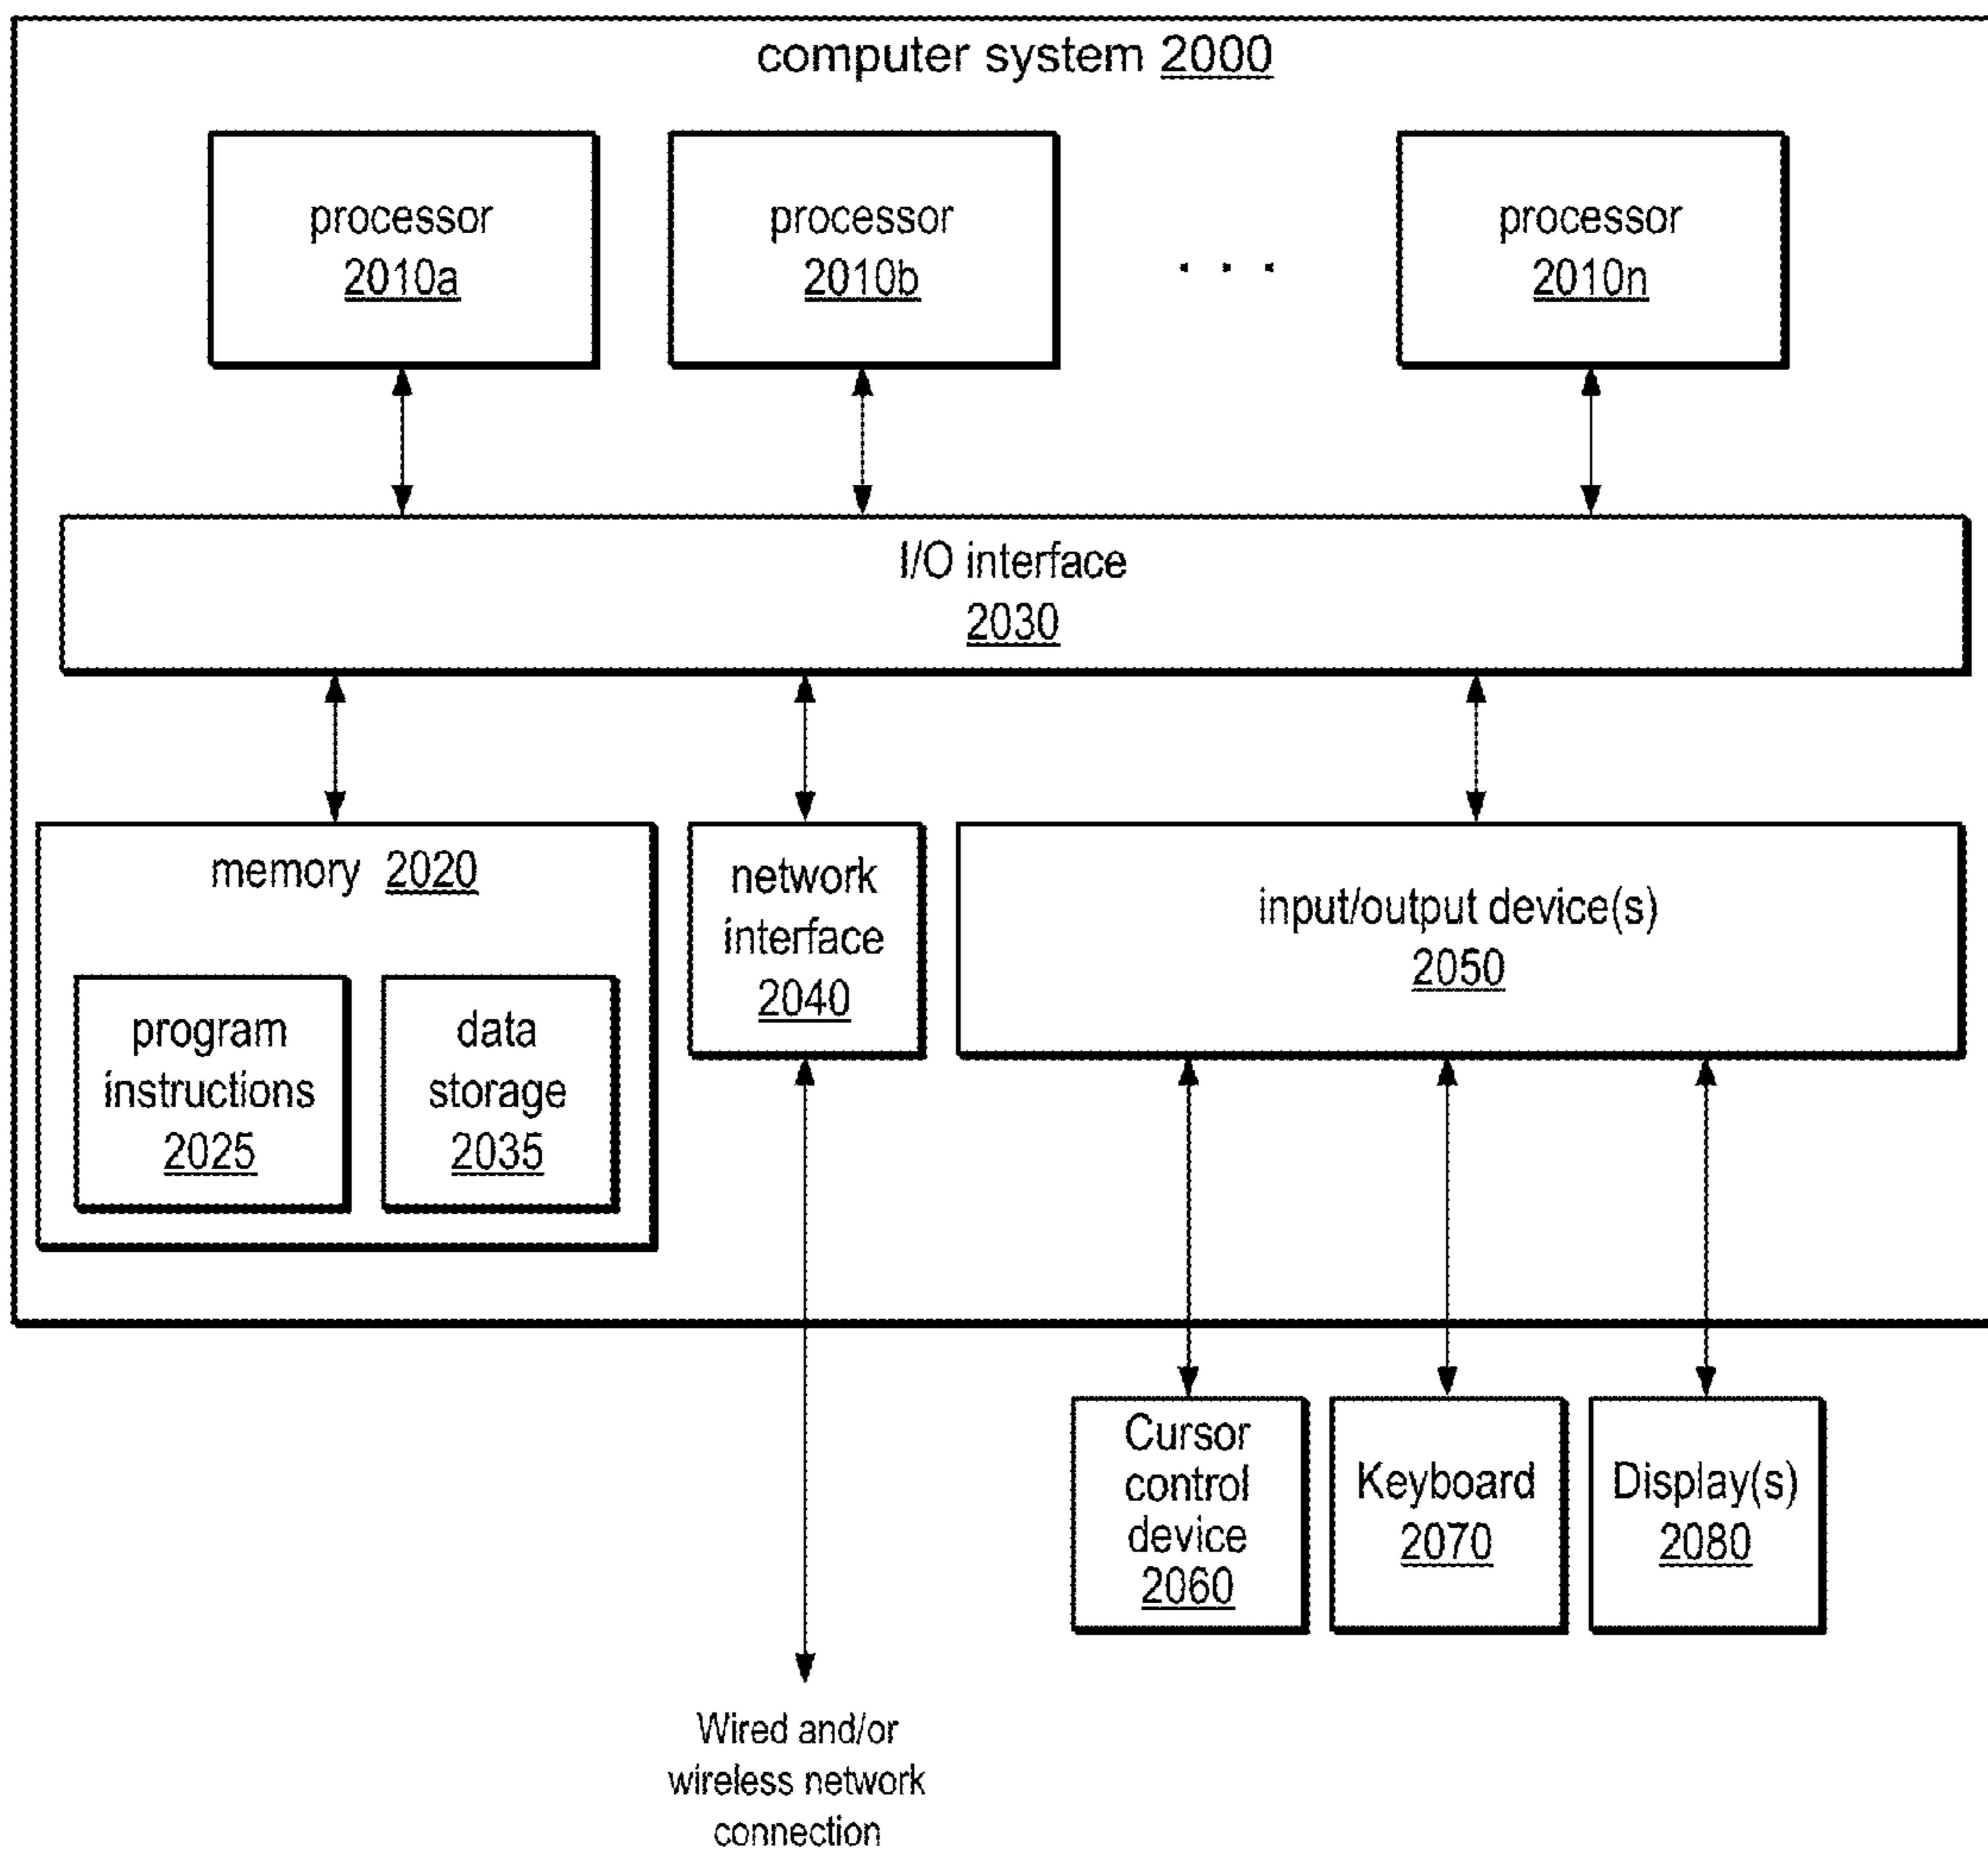 computer system 2000
processor
2010a
processor
2010b
. . .
processor
2010n
I/O interface
2030
memory 2020
program
instructions
2025
data
storage
2035
network
interface
2040
input/output device(s)
2050
Cursor
control
device
2060
Keyboard
2070
Display(s)
2080
Wired and/or
wireless network
connection